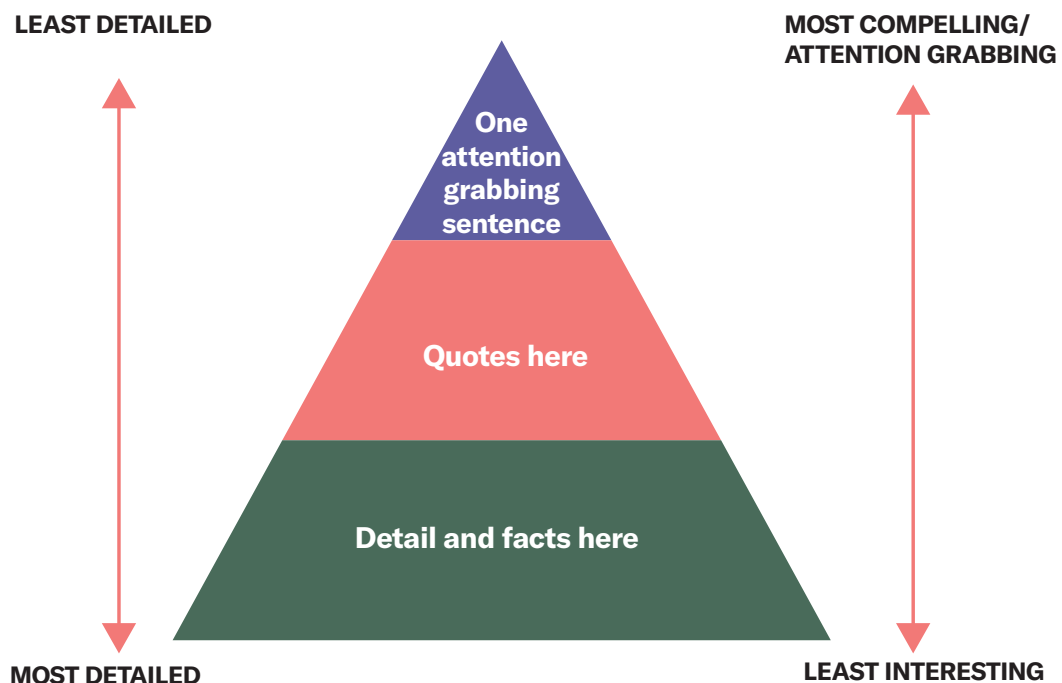 LEAST DETAILED
MOST COMPELLING/
ATTENTION GRABBING
One
attention
grabbing
sentence
Quotes here
Detail and facts here
MOST DETAILED
LEAST INTERESTING